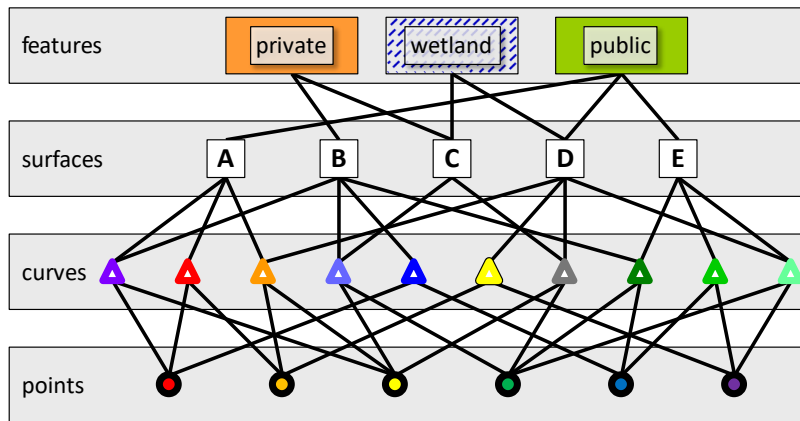 features
private
wetland
public
surfaces
A
B
C
D
E
curves
points